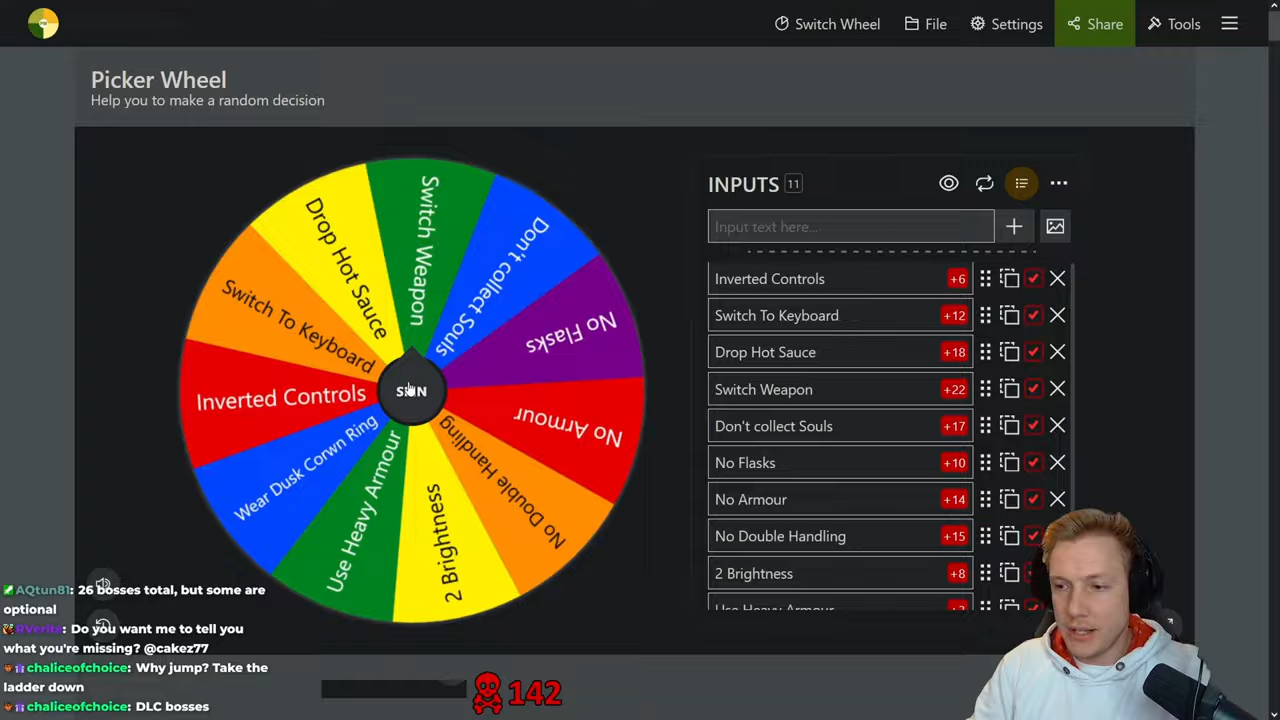 Switch Wheel
File
Settings
Share
Tools
Picker Wheel
Help you to make a random decision
Switch Weapon
Don't collect Souls
No Flasks
No Armour
No Double Handling
2 Brightness
Use Heavy Armour
Wear Dusk Corwn Ring
Inverted Controls
Switch To Keyboard
Drop Hot Sauce
INPUTS 11
Input text here...
Inverted Controls +6
Switch To Keyboard +12
Drop Hot Sauce +18
Switch Weapon +22
Don't collect Souls +17
No Flasks +10
No Armour +14
No Double Handling +15
2 Brightness +8
Use Heavy Armour
AQtun81: 26 bosses total, but some are
optional
RVerite: Do you want me to tell you
what you're missing? @cakez77
chaliceofchoice: Why jump? Take the
ladder down
chaliceofchoice: DLC bosses
142